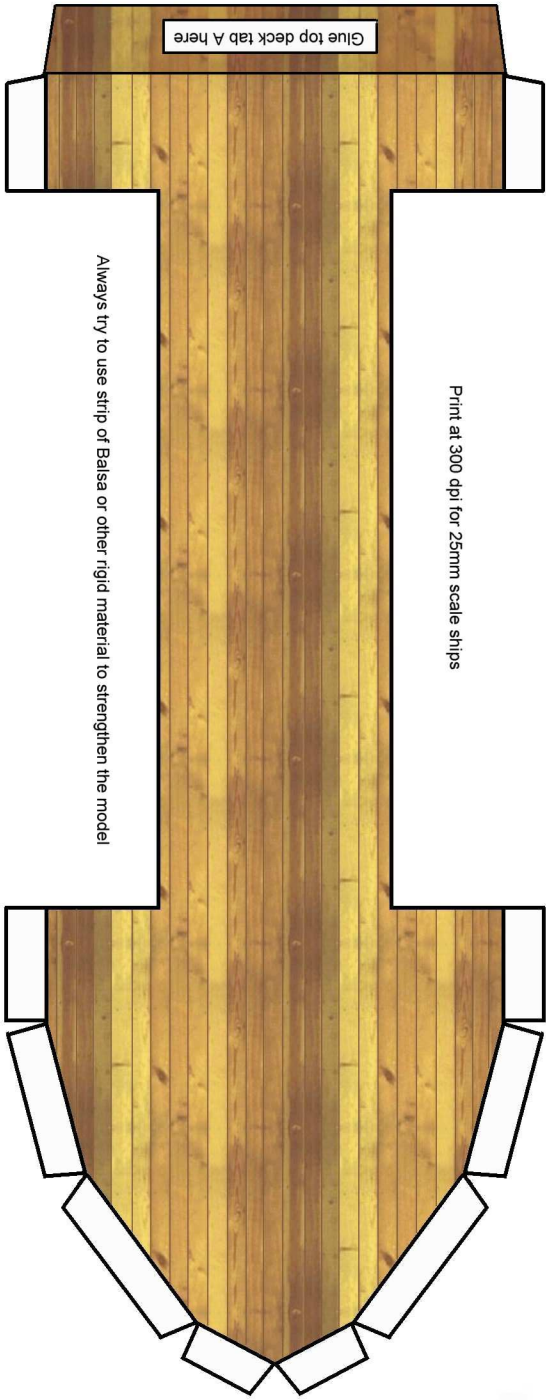 Glue top deck tab A here
Print at 300 dpi for 25mm scale ships
Always try to use strip of Balsa or other rigid material to strengthen the model